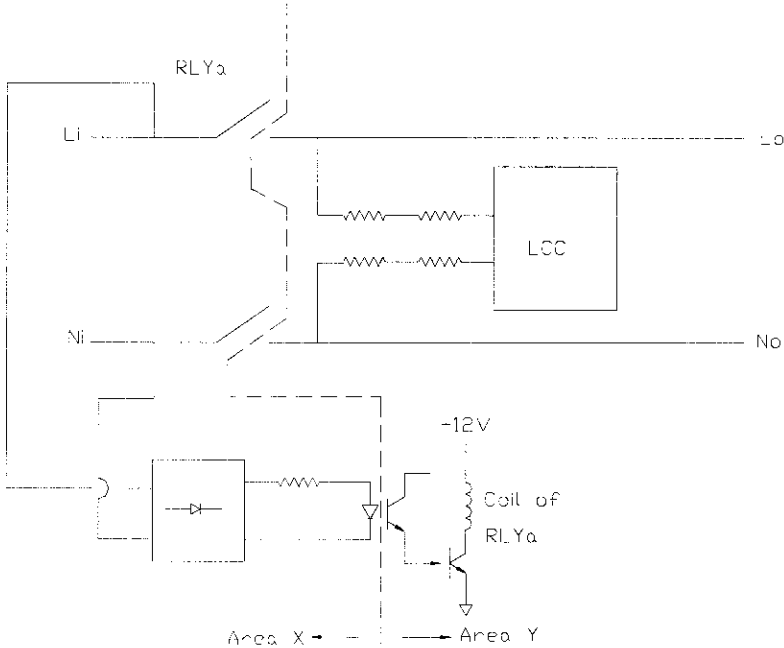 RLYa
Li
Lo
LCC
Ni
No
-12V
Coil of
RLYa
Area X
Area Y